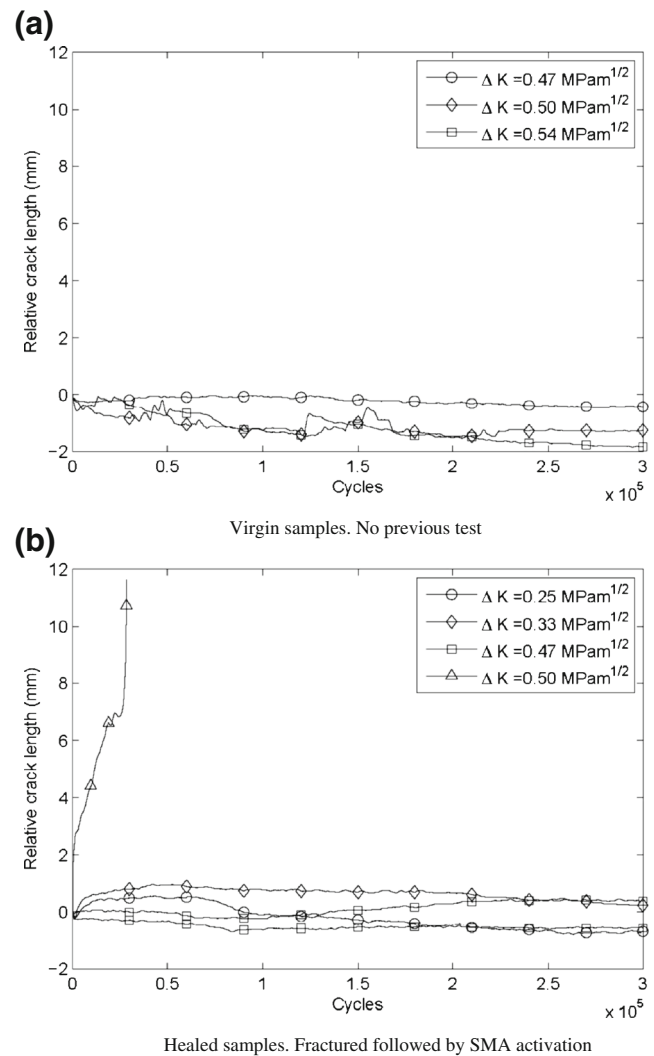 (a)
12
10
8
6
4
2
0
−2
Relative crack length (mm)
Δ K =0.47 MPam^1/2
Δ K =0.50 MPam^1/2
Δ K =0.54 MPam^1/2
0 0.5 1 1.5 2 2.5 3
Cycles
x 10^5
Virgin samples. No previous test
(b)
12
10
8
6
4
2
0
−2
Relative crack length (mm)
Δ K =0.25 MPam^1/2
Δ K =0.33 MPam^1/2
Δ K =0.47 MPam^1/2
Δ K =0.50 MPam^1/2
0 0.5 1 1.5 2 2.5 3
Cycles
x 10^5
Healed samples. Fractured followed by SMA activation